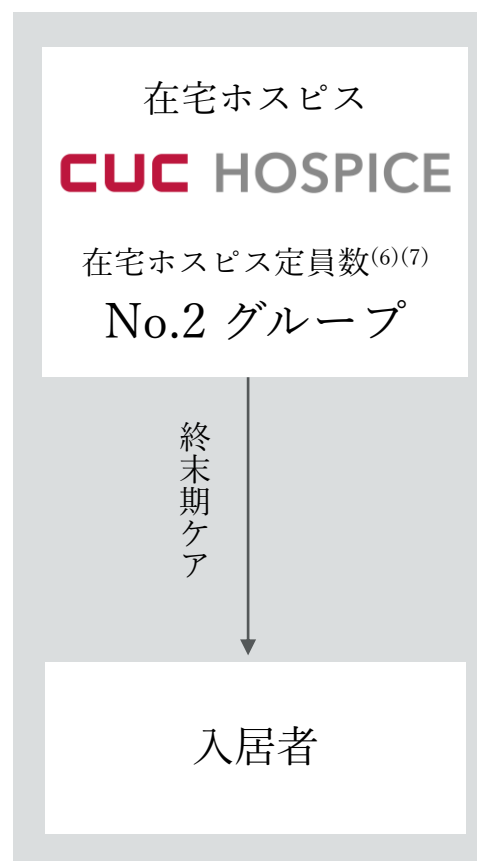 在宅ホスピス
CUC HOSPICE
在宅ホスピス定員数(6)(7)
No.2 グループ
終末期ケア
入居者